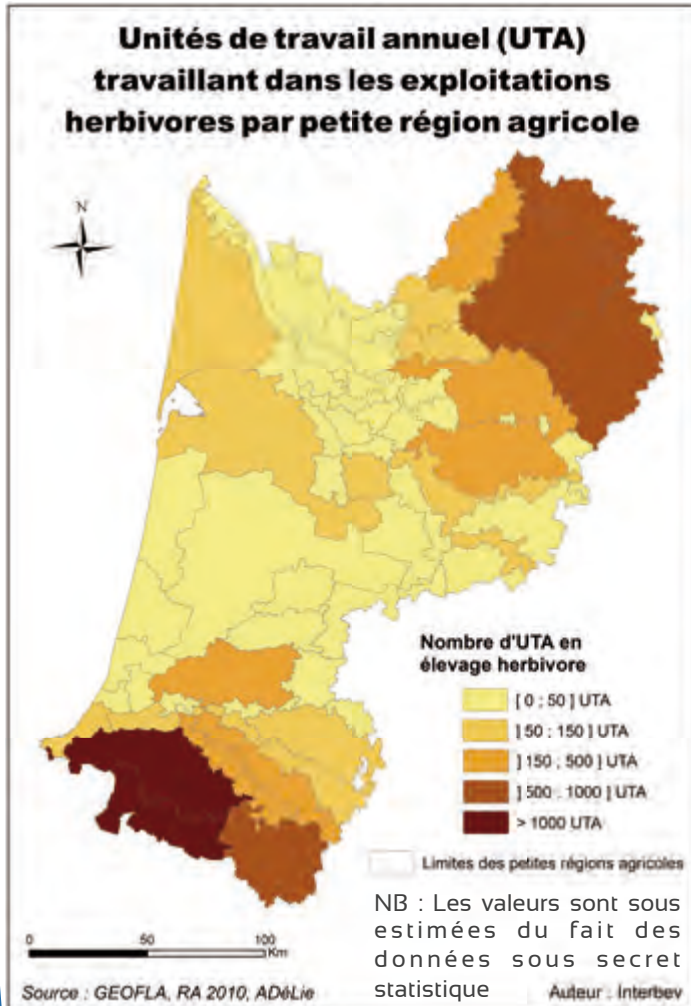 Unités de travail annuel (UTA)
travaillant dans les exploitations
herbivores par petite région agricole
N
Nombre d'UTA en
élevage herbivore
[ 0 ; 50 ] UTA
] 50 ; 150 ] UTA
] 150 ; 500 ] UTA
] 500 ; 1000 ] UTA
> 1000 UTA
Limites des petites régions agricoles
NB : Les valeurs sont sous
estimées du fait des
données sous secret
statistique
0 50 100
Km
Source : GEOFLA, RA 2010, ADéLie
Auteur : Interbev